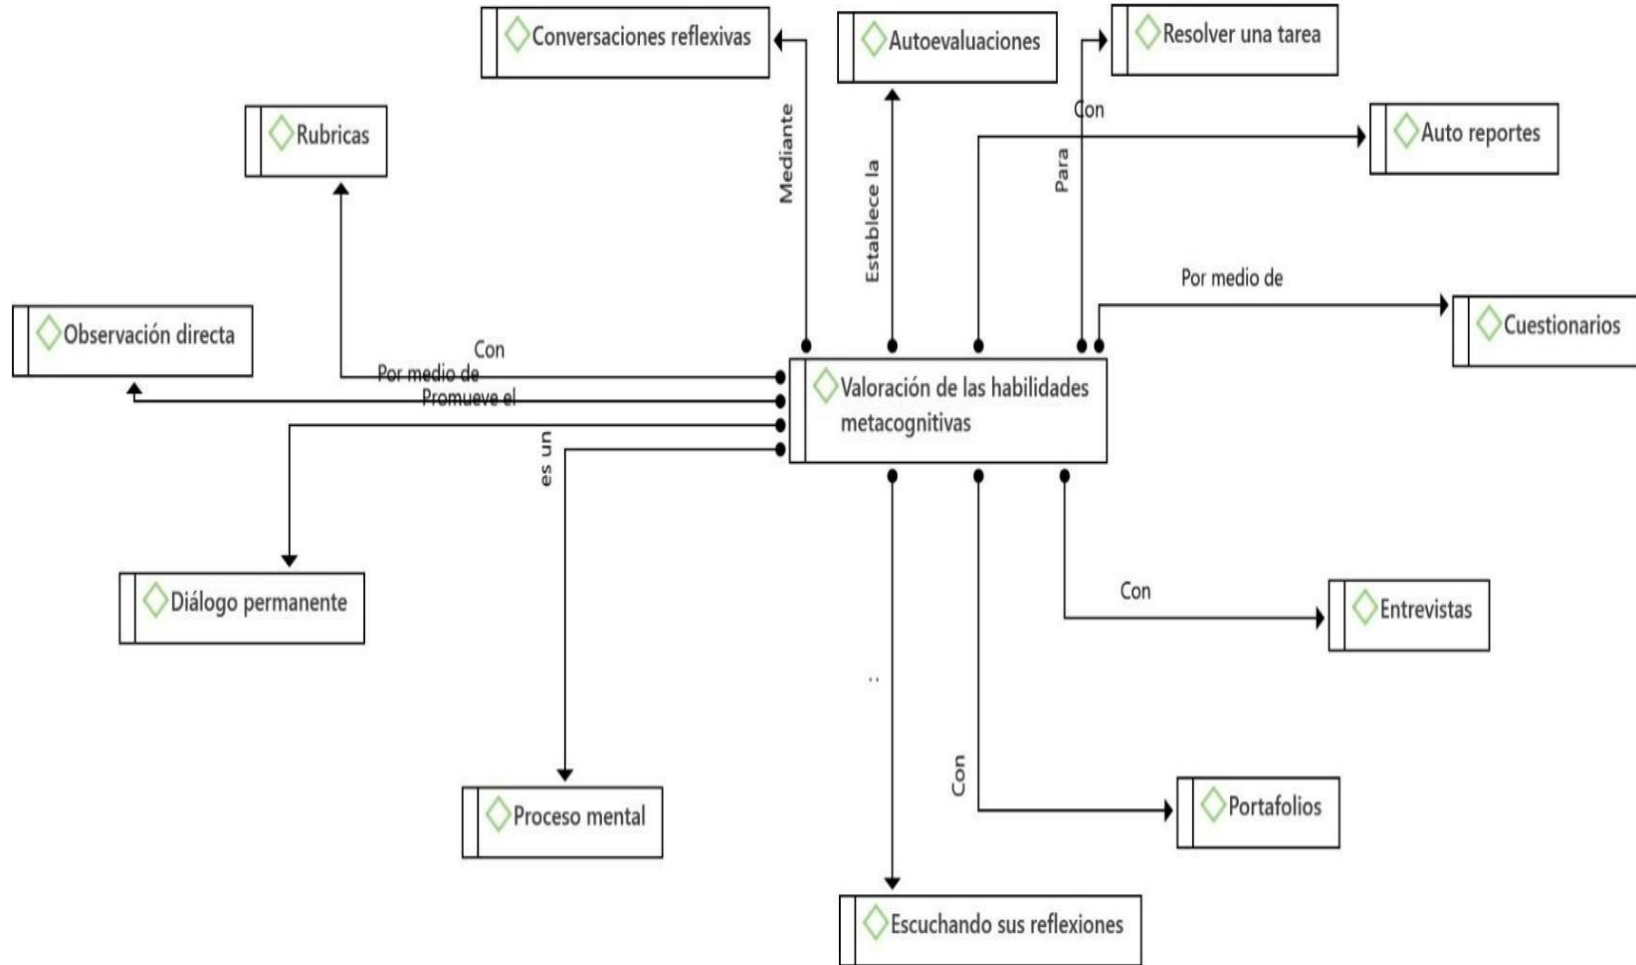 Conversaciones reflexivas
Autoevaluaciones
Resolver una tarea
Mediante
Establece la
Para
Con
Auto reportes
Rubricas
Por medio de
Cuestionarios
Observación directa
Con
Por medio de
Promueve el
es un
Valoración de las habilidades
metacognitivas
Diálogo permanente
Con
Entrevistas
:
Con
Portafolios
Proceso mental
Escuchando sus reflexiones